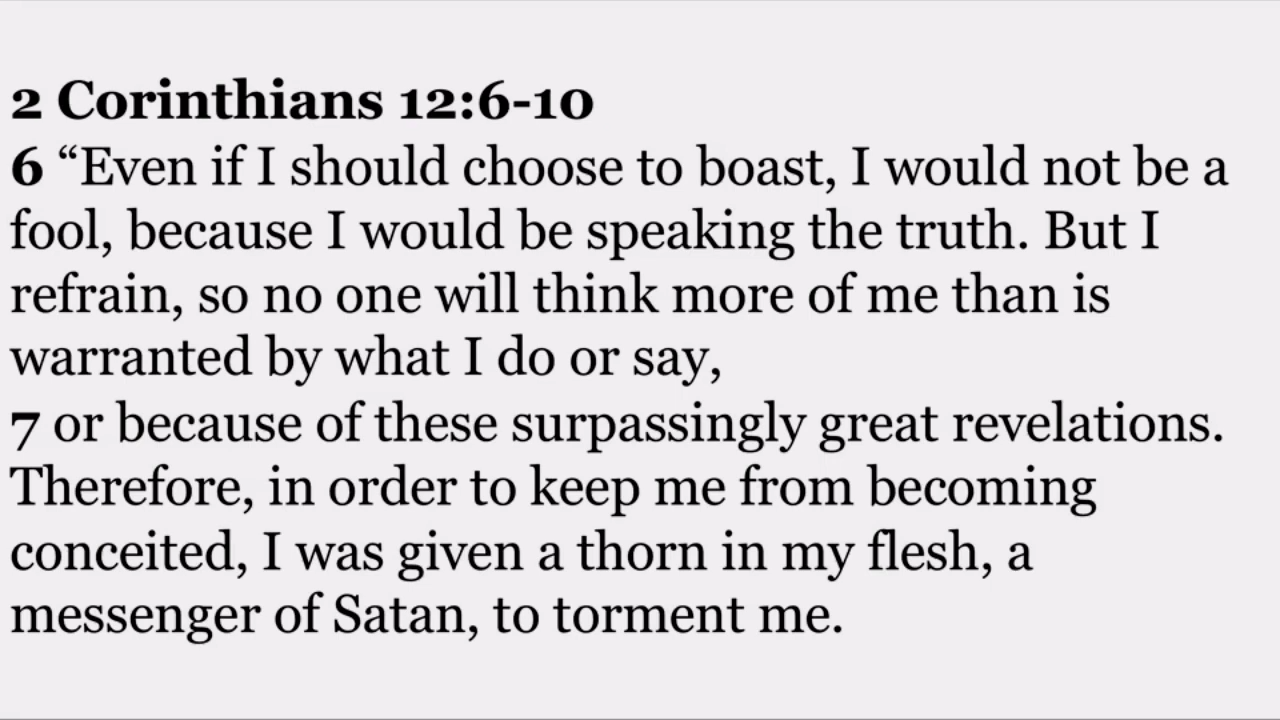 2 Corinthians 12:6-10
6 “Even if I should choose to boast, I would not be a
fool, because I would be speaking the truth. But I
refrain, so no one will think more of me than is
warranted by what I do or say,
7 or because of these surpassingly great revelations.
Therefore, in order to keep me from becoming
conceited, I was given a thorn in my flesh, a
messenger of Satan, to torment me.